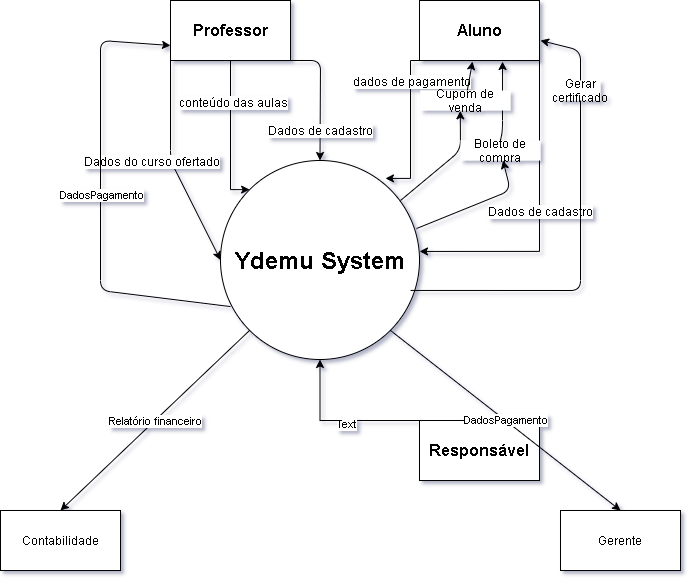 Professor
Aluno
dados de pagamento
Gerar
certificado
Cupom de
venda
conteúdo das aulas
Dados de cadastro
Boleto de
compra
Dados do curso ofertado
DadosPagamento
Dados de cadastro
Ydemu System
Relatório financeiro
Text
DadosPagamento
Responsável
Contabilidade
Gerente